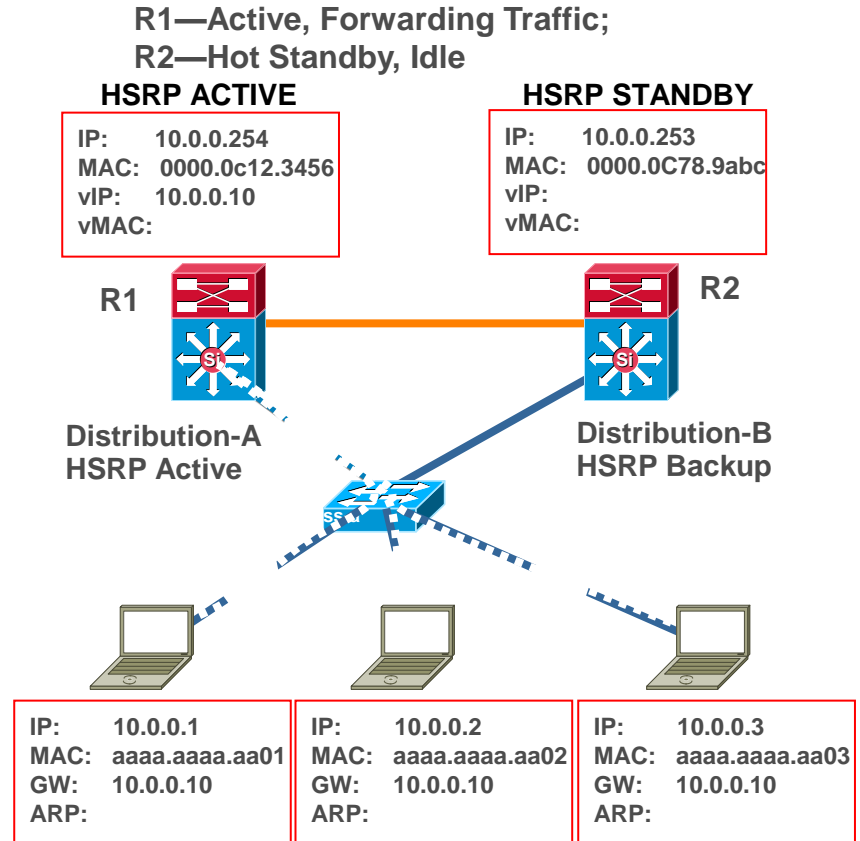 R1—Active, Forwarding Traffic;
R2—Hot Standby, Idle
HSRP ACTIVE
HSRP STANDBY
IP: 10.0.0.254
MAC: 0000.0c12.3456
vIP: 10.0.0.10
vMAC:
IP: 10.0.0.253
MAC: 0000.0C78.9abc
vIP:
vMAC:
R1
R2
Si
Si
Distribution-A
HSRP Active
Distribution-B
HSRP Backup
IP: 10.0.0.1
MAC: aaaa.aaaa.aa01
GW: 10.0.0.10
ARP:
IP: 10.0.0.2
MAC: aaaa.aaaa.aa02
GW: 10.0.0.10
ARP:
IP: 10.0.0.3
MAC: aaaa.aaaa.aa03
GW: 10.0.0.10
ARP: